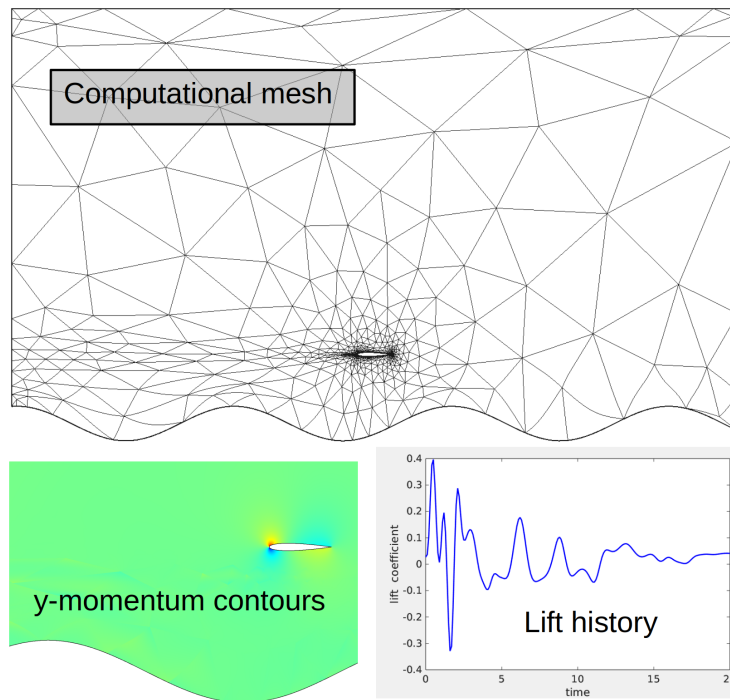 Computational mesh
y-momentum contours
0.4
0.3
0.2
0.1
0
-0.1
-0.2
-0.3
-0.4
lift coefficient
0
5
10
15
20
time
Lift history